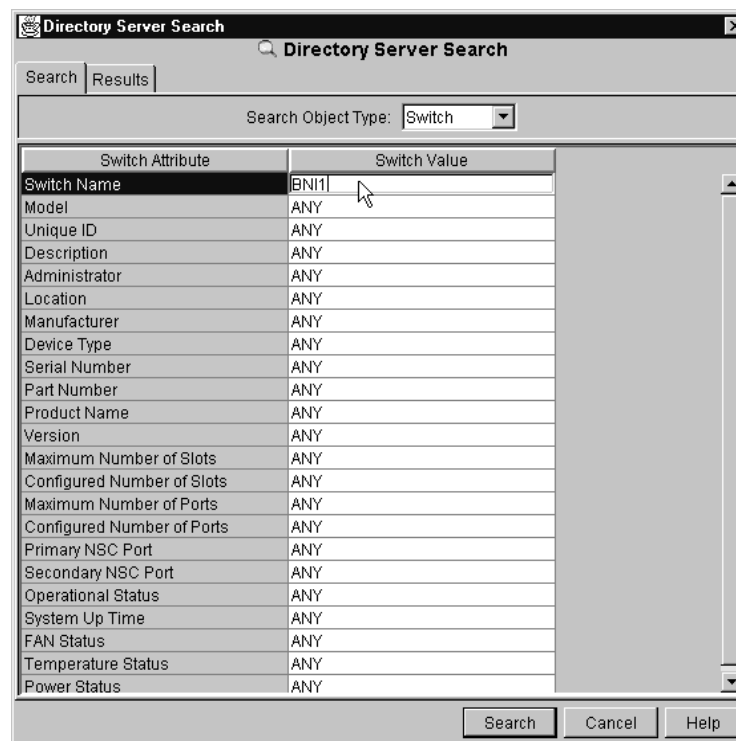 Directory Server Search
Directory Server Search
Search Results
Search Object Type: Switch
Switch Attribute Switch Value
Switch Name BNI1
Model ANY
Unique ID ANY
Description ANY
Administrator ANY
Location ANY
Manufacturer ANY
Device Type ANY
Serial Number ANY
Part Number ANY
Product Name ANY
Version ANY
Maximum Number of Slots ANY
Configured Number of Slots ANY
Maximum Number of Ports ANY
Configured Number of Ports ANY
Primary NSC Port ANY
Secondary NSC Port ANY
Operational Status ANY
System Up Time ANY
FAN Status ANY
Temperature Status ANY
Power Status ANY
Search Cancel Help